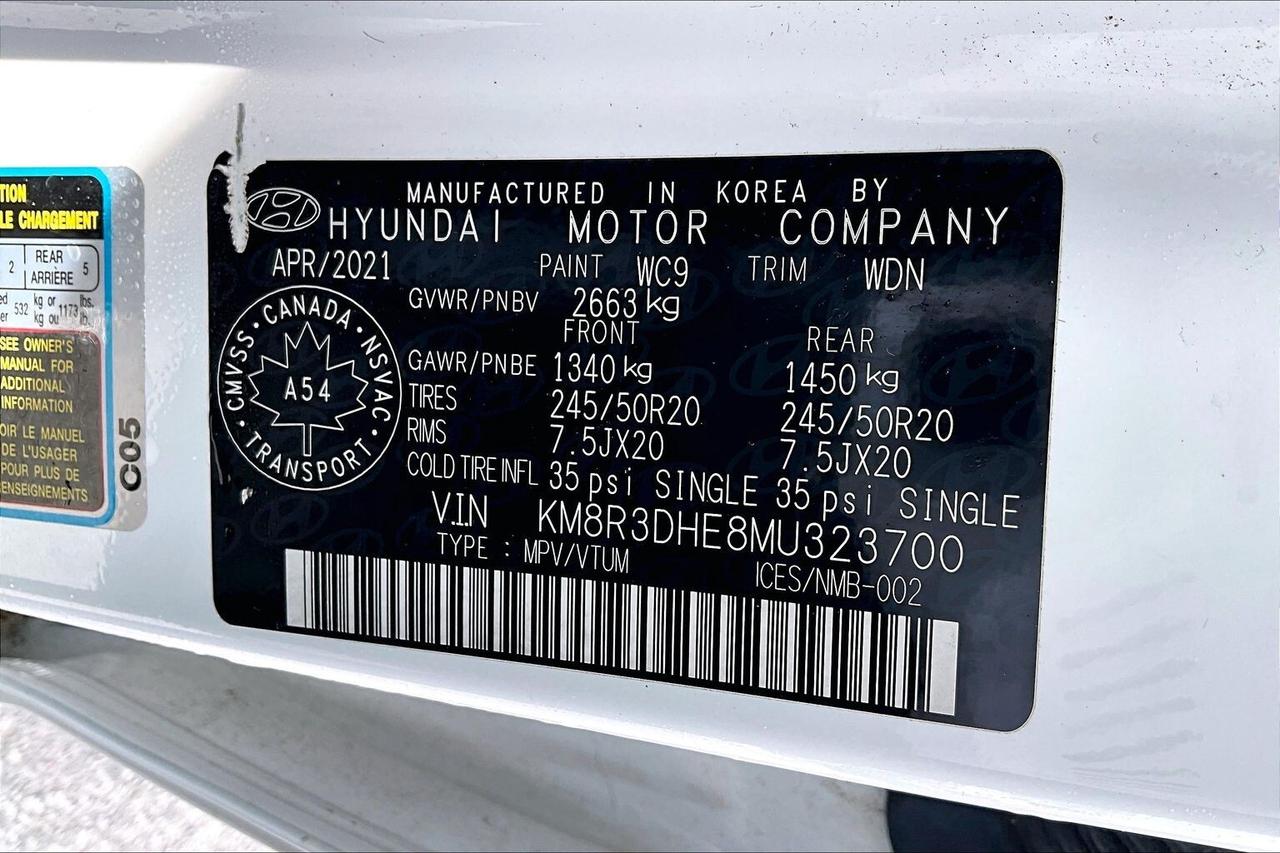 TION
LE CHARGEMENT
2 REAR ARRIÈRE 5
532 kg or kg ou 1173 lbs. lb.
SEE OWNER'S
MANUAL FOR
ADDITIONAL
INFORMATION
OIR LE MANUEL
DE L'USAGER
POUR PLUS DE
RENSEIGNEMENTS
C05
MANUFACTURED IN KOREA BY
HYUNDAI MOTOR COMPANY
APR/2021 PAINT WC9 TRIM WDN
GVWR/PNBV 2663 kg
FRONT REAR
GAWR/PNBE 1340 kg 1450 kg
TIRES 245/50R20 245/50R20
RIMS 7.5JX20 7.5JX20
COLD TIRE INFL 35 psi SINGLE 35 psi SINGLE
V.I.N KM8R3DHE8MU323700
TYPE : MPV/VTUM ICES/NMB-002
CANADA · NSVAC · TRANSPORT · CMVSS ·
A54